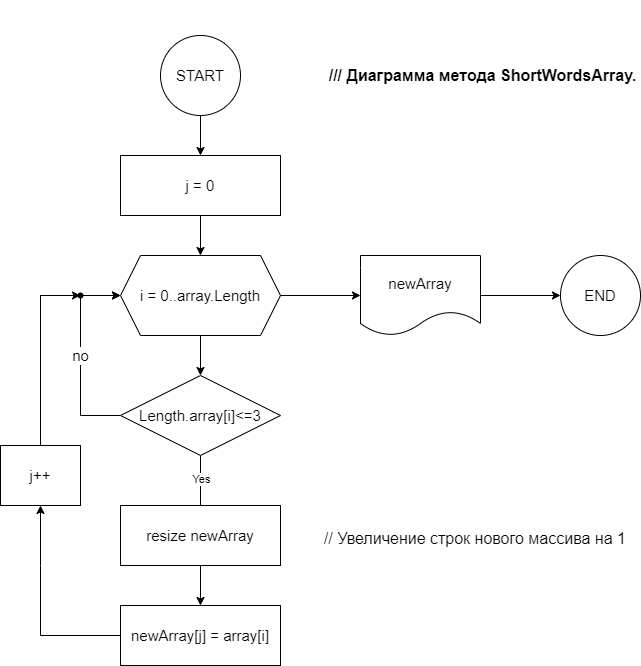 START
/// Диаграмма метода ShortWordsArray.
j = 0
i = 0..array.Length
newArray
END
no
Length.array[i]<=3
j++
Yes
resize newArray
// Увеличение строк нового массива на 1
newArray[j] = array[i]